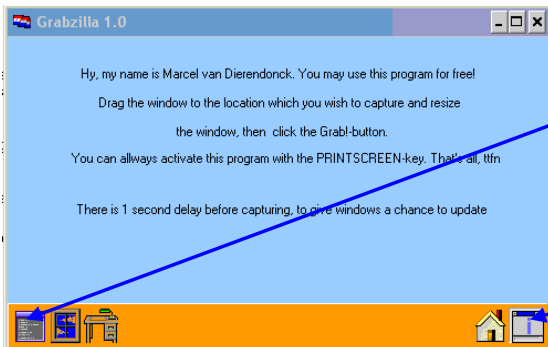 Grabzilla 1.0
Hy, my name is Marcel van Dierendonck. You may use this program for free!
Drag the window to the location which you wish to capture and resize
the window, then click the Grab!-button.
You can allways activate this program with the PRINTSCREEN-key. That's all, ttfn
There is 1 second delay before capturing, to give windows a chance to update